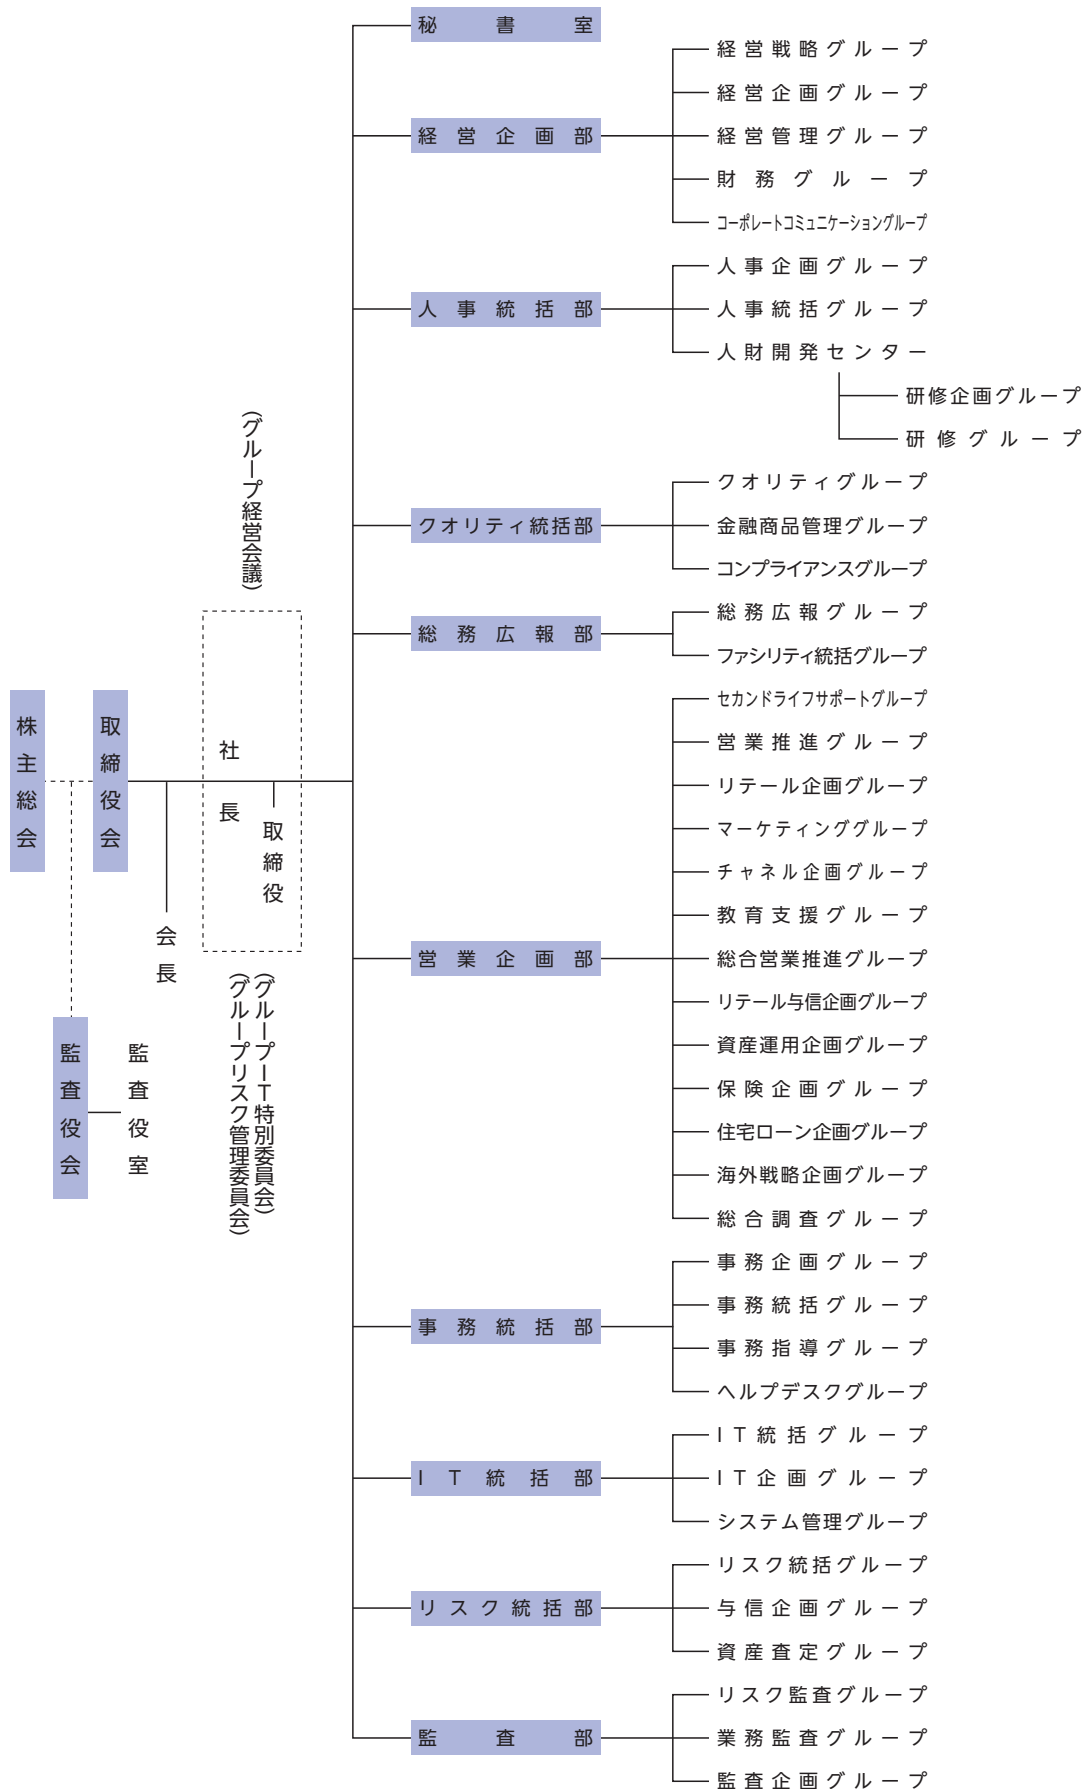 株主総会
取締役会
監査役会
監査役室
会長
(グループ経営会議)
社長
取締役
(グループIT特別委員会)
(グループリスク管理委員会)
秘書室
経営企画部
経営戦略グループ
経営企画グループ
経営管理グループ
財務グループ
コーポレートコミュニケーショングループ
人事統括部
人事企画グループ
人事統括グループ
人財開発センター
研修企画グループ
研修グループ
クオリティ統括部
クオリティグループ
金融商品管理グループ
コンプライアンスグループ
総務広報部
総務広報グループ
ファシリティ統括グループ
営業企画部
セカンドライフサポートグループ
営業推進グループ
リテール企画グループ
マーケティンググループ
チャネル企画グループ
教育支援グループ
総合営業推進グループ
リテール与信企画グループ
資産運用企画グループ
保険企画グループ
住宅ローン企画グループ
海外戦略企画グループ
総合調査グループ
事務統括部
事務企画グループ
事務統括グループ
事務指導グループ
ヘルプデスクグループ
IT統括部
IT統括グループ
IT企画グループ
システム管理グループ
リスク統括部
リスク統括グループ
与信企画グループ
資産査定グループ
監査部
リスク監査グループ
業務監査グループ
監査企画グループ